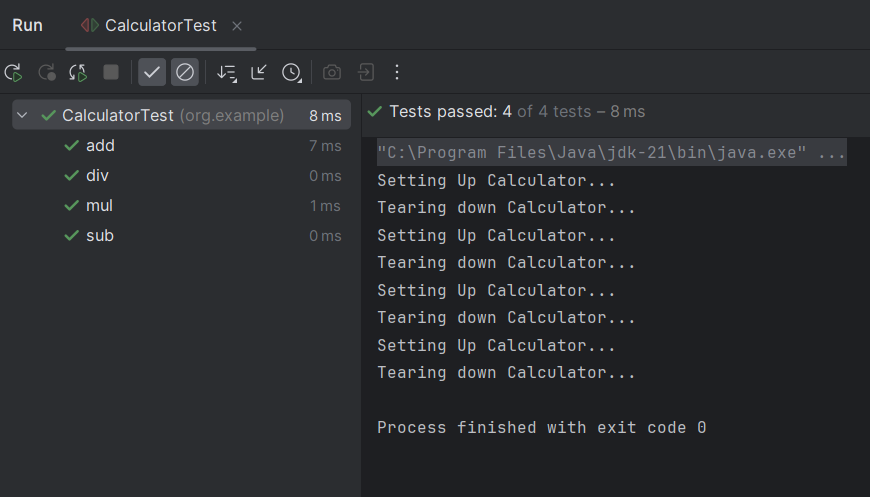 Run CalculatorTest
CalculatorTest (org.example) 8 ms
add 7 ms
div 0 ms
mul 1 ms
sub 0 ms
Tests passed: 4 of 4 tests – 8 ms
"C:\Program Files\Java\jdk-21\bin\java.exe" ...
Setting Up Calculator...
Tearing down Calculator...
Setting Up Calculator...
Tearing down Calculator...
Setting Up Calculator...
Tearing down Calculator...
Setting Up Calculator...
Tearing down Calculator...
Process finished with exit code 0